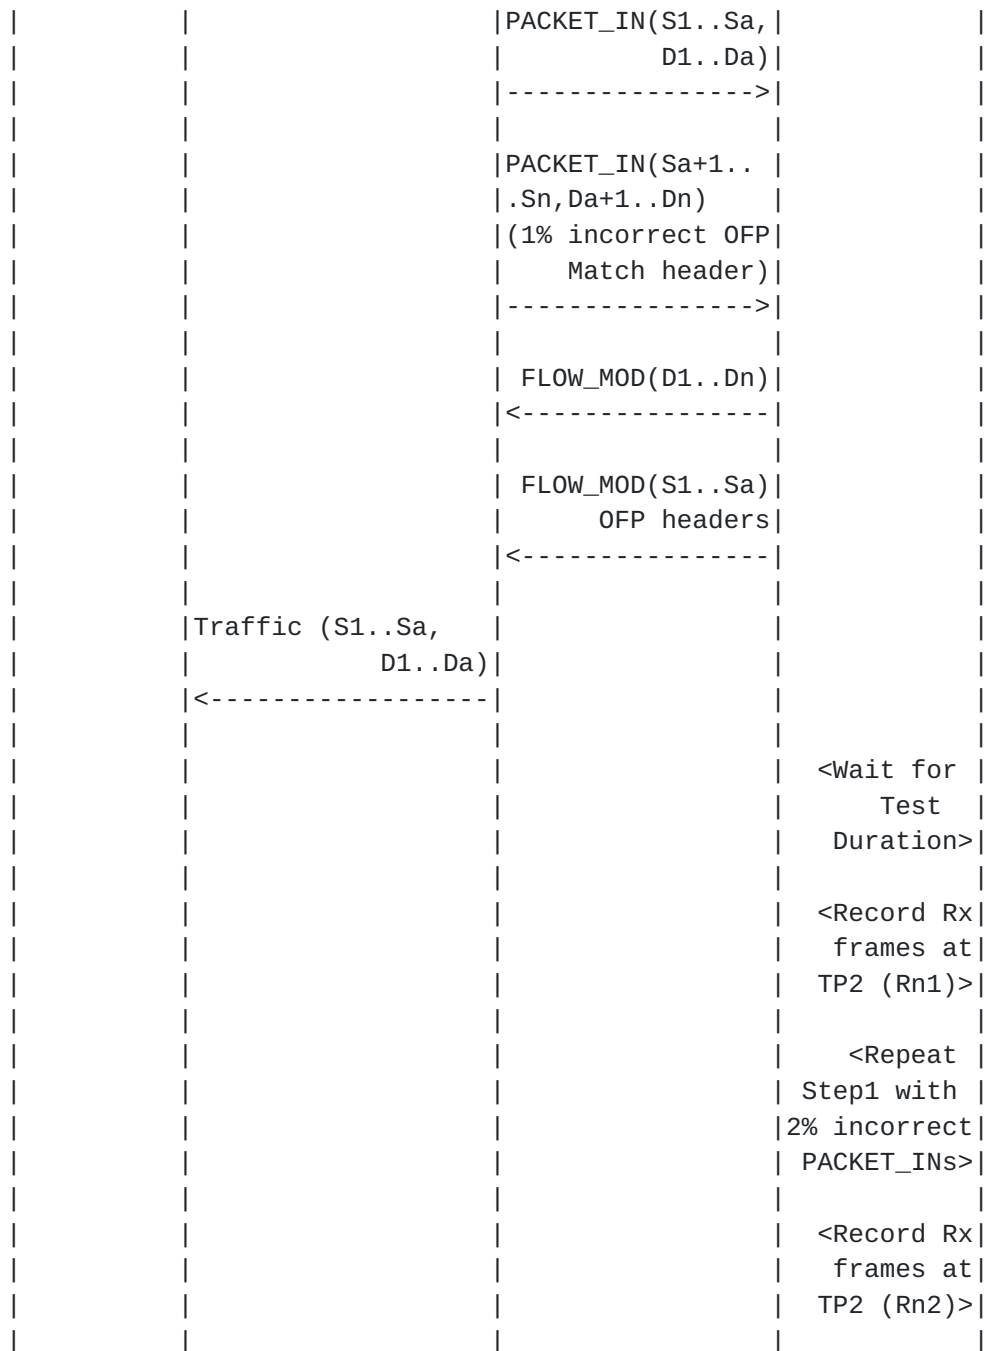 |          |                   |PACKET_IN(S1..Sa,|            |
|          |                   |          D1..Da)|            |
|          |                   |---------------->|            |
|          |                   |                 |            |
|          |                   |PACKET_IN(Sa+1.. |            |
|          |                   |.Sn,Da+1..Dn)    |            |
|          |                   |(1% incorrect OFP|            |
|          |                   |    Match header)|            |
|          |                   |---------------->|            |
|          |                   |                 |            |
|          |                   | FLOW_MOD(D1..Dn)|            |
|          |                   |<----------------|            |
|          |                   |                 |            |
|          |                   | FLOW_MOD(S1..Sa)|            |
|          |                   |      OFP headers|            |
|          |                   |<----------------|            |
|          |                   |                 |            |
|          |Traffic (S1..Sa,   |                 |            |
|          |            D1..Da)|                 |            |
|          |<------------------|                 |            |
|          |                   |                 |            |
|          |                   |                 |  <Wait for |
|          |                   |                 |      Test  |
|          |                   |                 |   Duration>|
|          |                   |                 |            |
|          |                   |                 |  <Record Rx|
|          |                   |                 |   frames at|
|          |                   |                 |  TP2 (Rn1)>|
|          |                   |                 |            |
|          |                   |                 |    <Repeat |
|          |                   |                 | Step1 with |
|          |                   |                 |2% incorrect|
|          |                   |                 | PACKET_INs>|
|          |                   |                 |            |
|          |                   |                 |  <Record Rx|
|          |                   |                 |   frames at|
|          |                   |                 |  TP2 (Rn2)>|
|          |                   |                 |            |